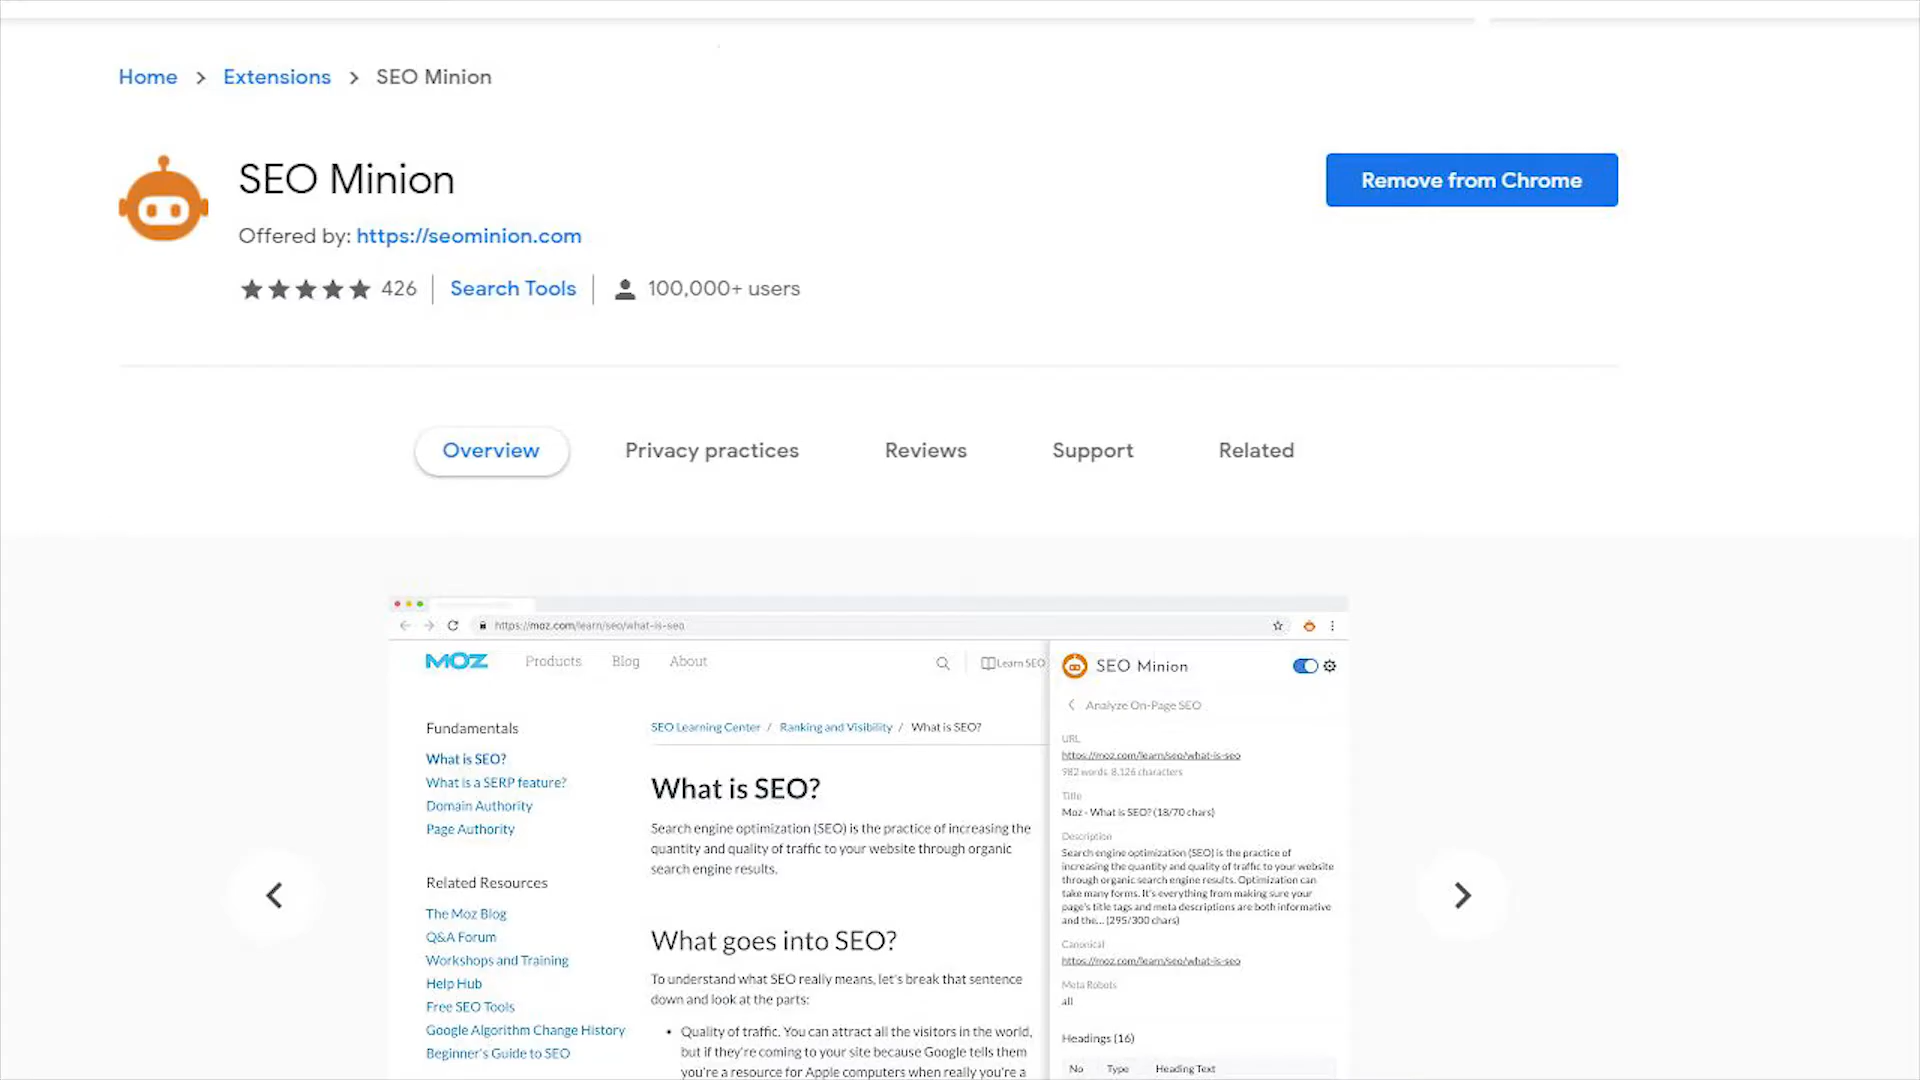 Home > Extensions > SEO Minion
SEO Minion
Remove from Chrome
Offered by: https://seominion.com
426 | Search Tools | 100,000+ users
Overview
Privacy practices
Reviews
Support
Related
https://moz.com/learn/seo/what-is-seo
MOZ
Products
Blog
About
Learn SEO
Fundamentals
What is SEO?
What is a SERP feature?
Domain Authority
Page Authority
Related Resources
The Moz Blog
Q&A Forum
Workshops and Training
Help Hub
Free SEO Tools
Google Algorithm Change History
Beginner's Guide to SEO
SEO Learning Center / Ranking and Visibility / What is SEO?
What is SEO?
Search engine optimization (SEO) is the practice of increasing the
quantity and quality of traffic to your website through organic
search engine results.
What goes into SEO?
To understand what SEO really means, let's break that sentence
down and look at the parts:
• Quality of traffic. You can attract all the visitors in the world,
but if they're coming to your site because Google tells them
you're a resource for Apple computers when really you're a
SEO Minion
Analyze On-Page SEO
URL
https://moz.com/learn/seo/what-is-seo
982 words 8,126 characters
Title
Moz - What is SEO? (18/70 chars)
Description
Search engine optimization (SEO) is the practice of
increasing the quantity and quality of traffic to your website
through organic search engine results. Optimization can
take many forms. It's everything from making sure your
page's title tags and meta descriptions are both informative
and the... (295/300 chars)
Canonical
https://moz.com/learn/seo/what-is-seo
Meta Robots
all
Headings (16)
No Type Heading Text